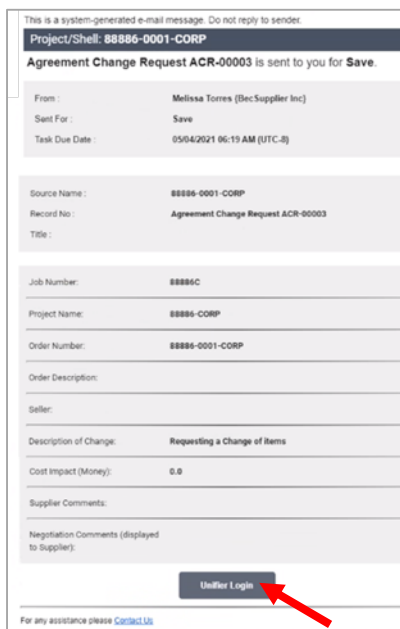 This is a system-generated e-mail message. Do not reply to sender.
Project/Shell: 88886-0001-CORP
Agreement Change Request ACR-00003 is sent to you for Save.
From : Melissa Torres (BecSupplier Inc)
Sent For : Save
Task Due Date : 05/04/2021 06:19 AM (UTC-8)
Source Name : 88886-0001-CORP
Record No : Agreement Change Request ACR-00003
Title :
Job Number: 88886C
Project Name: 88886-CORP
Order Number: 88886-0001-CORP
Order Description:
Seller:
Description of Change: Requesting a Change of items
Cost Impact (Money): 0.0
Supplier Comments:
Negotiation Comments (displayed
to Supplier):
Unifier Login
For any assistance please Contact Us